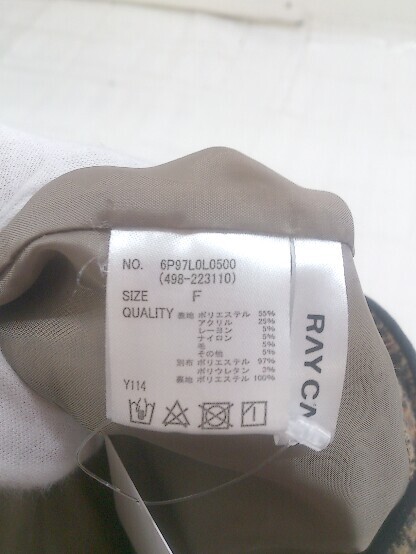 NO. 6P97L0L0500
(498-223110)
SIZE F
QUALITY 表地 ポリエステル 55%
アクリル 25%
レーヨン 5%
ナイロン 5%
毛 5%
その他 5%
別布 ポリエステル 97%
ポリウレタン 3%
裏地 ポリエステル 100%
Y114
RAY CA